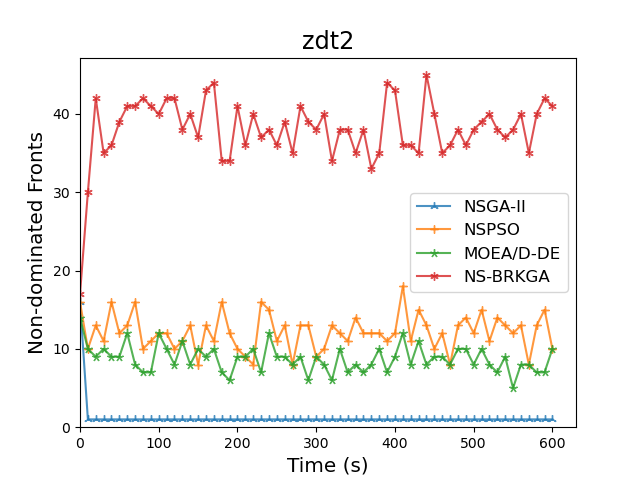 zdt2
Non-dominated Fronts
40
30
20
10
0
NSGA-II
NSPSO
MOEA/D-DE
NS-BRKGA
0 100 200 300 400 500 600
Time (s)